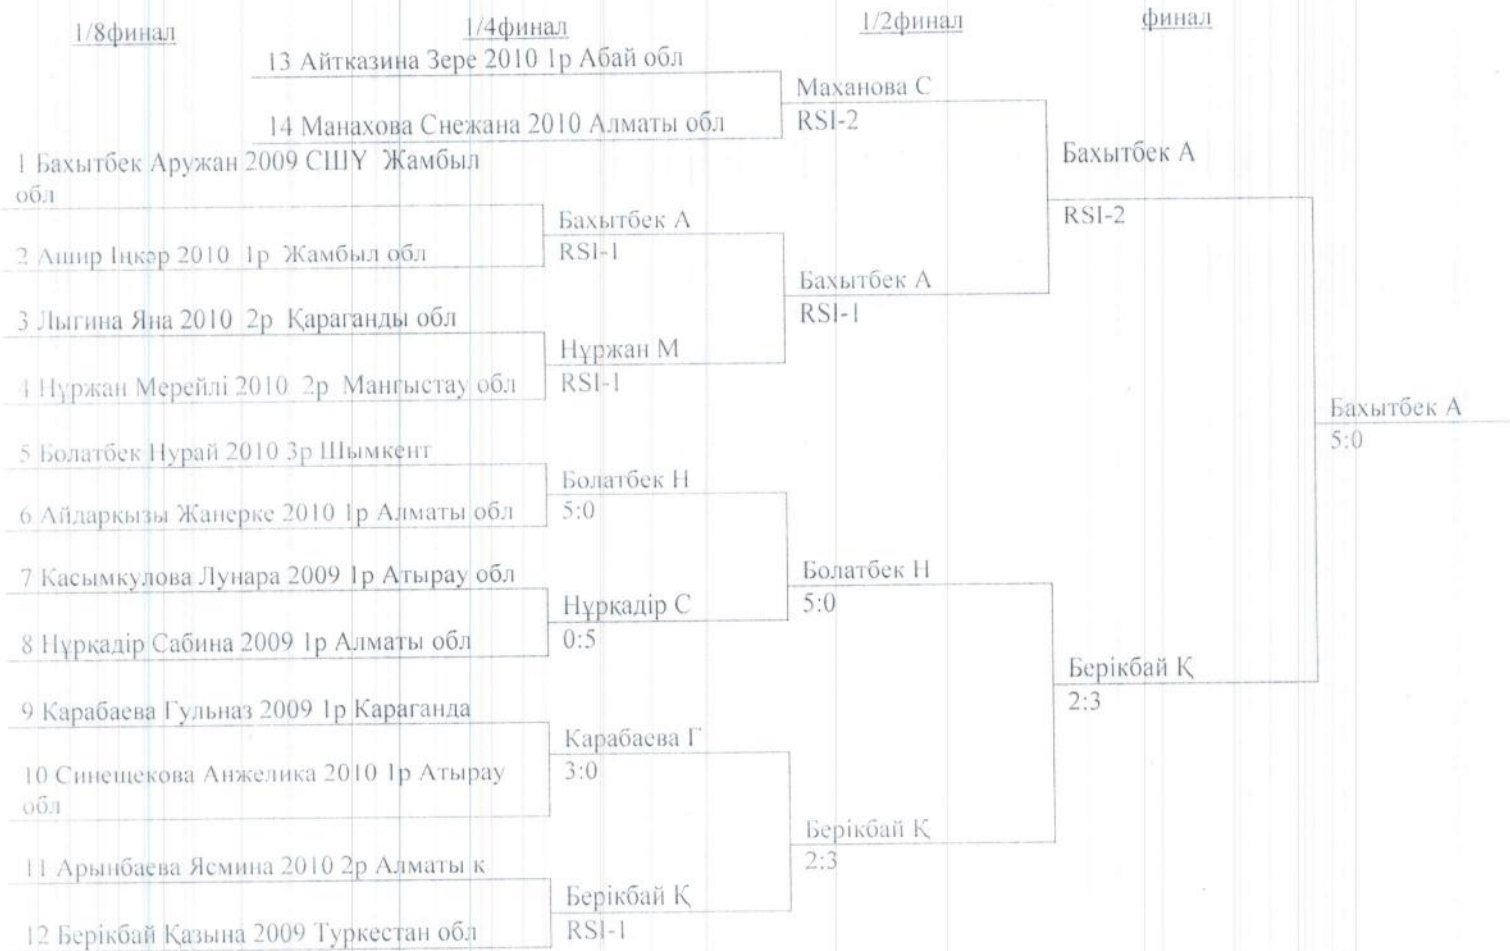 1/8финал
1/4финал
1/2финал
финал
13 Айтказина Зере 2010 1р Абай обл
14 Манахова Снежана 2010 Алматы обл
Маханова С
RSI-2
1 Бахытбек Аружан 2009 СШҮ Жамбыл
обл
2 Ашир Іңкәр 2010 1р Жамбыл обл
Бахытбек А
RSI-1
3 Лыгина Яна 2010 2р Қараганды обл
4 Нұржан Мерейлі 2010 2р Мангыстау обл
Нұржан М
RSI-1
Бахытбек А
RSI-1
Бахытбек А
RSI-2
5 Болатбек Нурай 2010 3р Шымкент
6 Айдаркызы Жанерке 2010 1р Алматы обл
Болатбек Н
5:0
7 Касымкулова Лунара 2009 1р Атырау обл
8 Нұрқадір Сабина 2009 1р Алматы обл
Нұркадір С
0:5
Болатбек Н
5:0
9 Карабаева Гульназ 2009 1р Караганда
10 Синещекова Анжелика 2010 1р Атырау
обл
Карабаева Г
3:0
11 Арынбаева Ясмина 2010 2р Алматы к
12 Берікбай Қазына 2009 Туркестан обл
Берікбай Қ
RSI-1
Берікбай Қ
2:3
Берікбай Қ
2:3
Бахытбек А
5:0